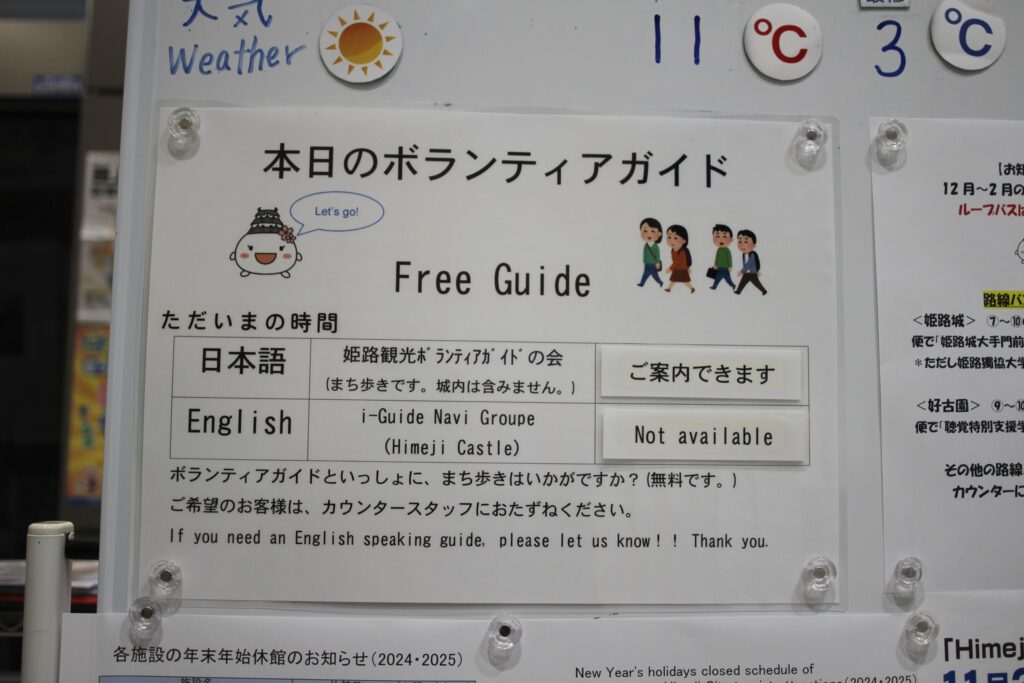 天気
Weather
11 ℃
3 ℃
本日のボランティアガイド
Let's go!
Free Guide
ただいまの時間
日本語 姫路観光ﾎﾞﾗﾝﾃｨｱｶﾞｲﾄﾞの会 ご案内できます
(まち歩きです。城内は含みません。)
English i-Guide Navi Groupe Not available
(Himeji Castle)
ボランティアガイドといっしょに、まち歩きはいかがですか？(無料です。)
ご希望のお客様は、カウンタースタッフにおたずねください。
If you need an English speaking guide, please let us know！！ Thank you.
【お知
12月～2月の
ループバスは
路線バ
＜姫路城＞ ⑦～⑩
便で「姫路城大手門前
＊ただし姫路獨協大学
＜好古園＞ ⑨～⑩
便で「聴覚特別支援学
その他の路線
カウンターに
各施設の年末年始休館のお知らせ（2024・2025）
New Year's holidays closed schedule of
(2024・2025)
「Himej